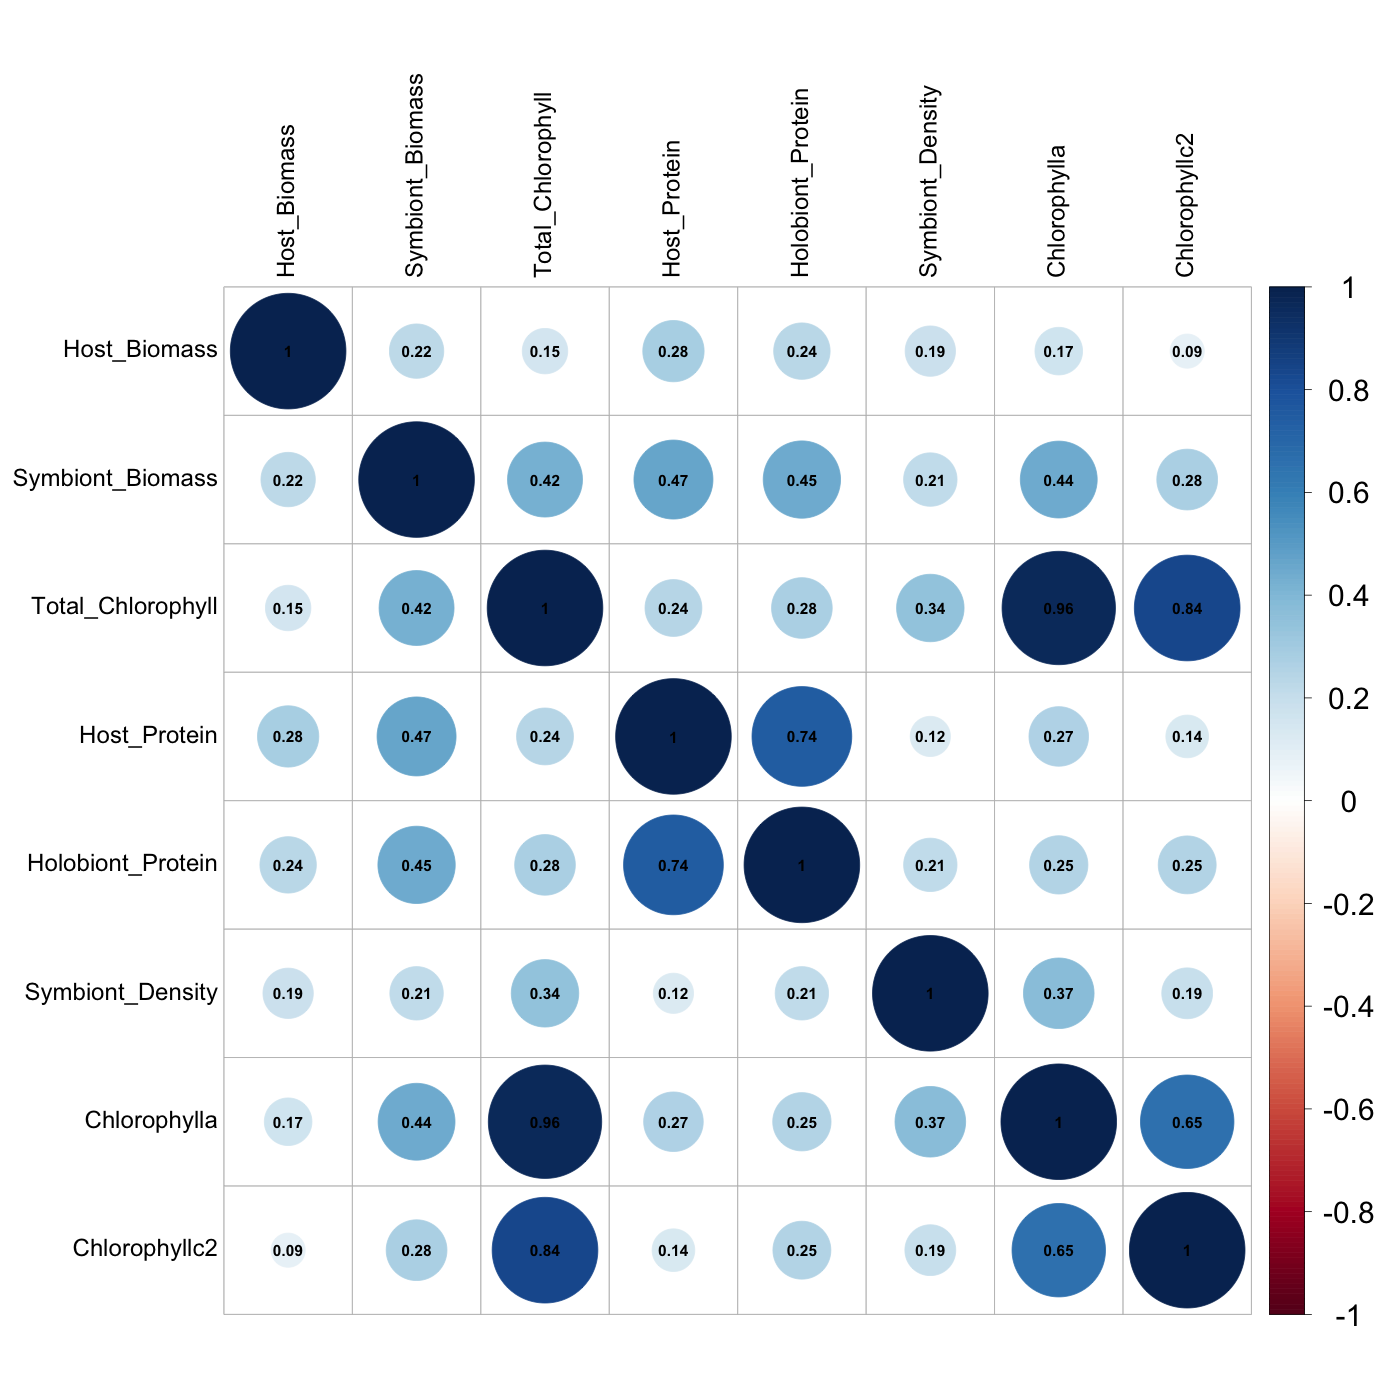 Host_Biomass
Symbiont_Biomass
Total_Chlorophyll
Host_Protein
Holobiont_Protein
Symbiont_Density
Chlorophylla
Chlorophyllc2
Host_Biomass 1 0.22 0.15 0.28 0.24 0.19 0.17 0.09
Symbiont_Biomass 0.22 1 0.42 0.47 0.45 0.21 0.44 0.28
Total_Chlorophyll 0.15 0.42 1 0.24 0.28 0.34 0.96 0.84
Host_Protein 0.28 0.47 0.24 1 0.74 0.12 0.27 0.14
Holobiont_Protein 0.24 0.45 0.28 0.74 1 0.21 0.25 0.25
Symbiont_Density 0.19 0.21 0.34 0.12 0.21 1 0.37 0.19
Chlorophylla 0.17 0.44 0.96 0.27 0.25 0.37 1 0.65
Chlorophyllc2 0.09 0.28 0.84 0.14 0.25 0.19 0.65 1
1
0.8
0.6
0.4
0.2
0
-0.2
-0.4
-0.6
-0.8
-1